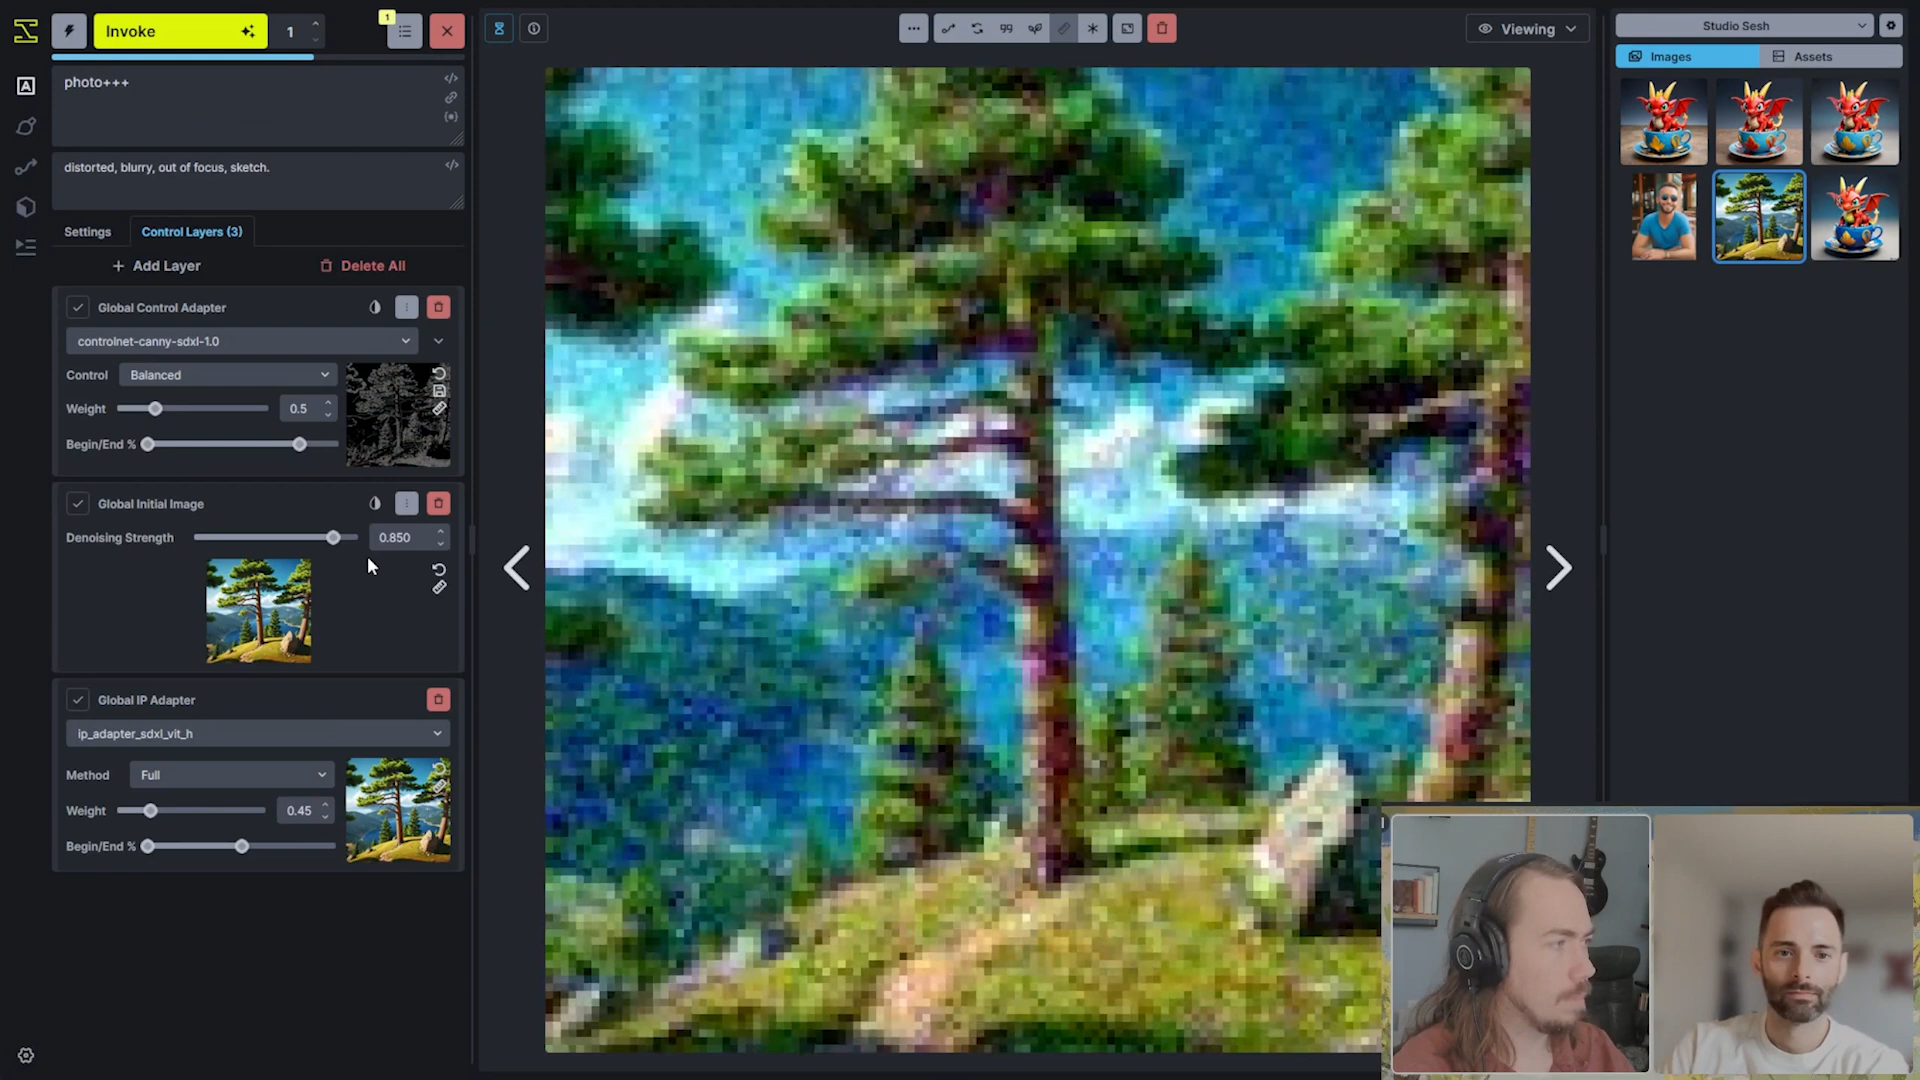 Invoke
1
1
Viewing
Studio Sesh
Images
Assets
photo+++
distorted, blurry, out of focus, sketch.
Settings
Control Layers (3)
+ Add Layer
Delete All
Global Control Adapter
controlnet-canny-sdxl-1.0
Control
Balanced
Weight
0.5
Begin/End %
Global Initial Image
Denoising Strength
0.850
Global IP Adapter
ip_adapter_sdxl_vit_h
Method
Full
Weight
0.45
Begin/End %